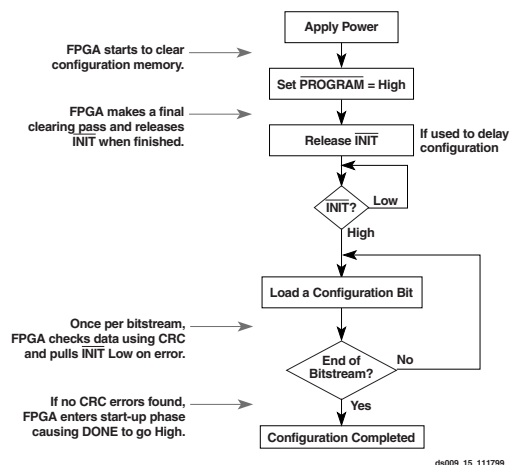 Apply Power
FPGA starts to clear
configuration memory.
Set PROGRAM = High
FPGA makes a final
clearing pass and releases
INIT when finished.
Release INIT
If used to delay
configuration
INIT?
Low
High
Load a Configuration Bit
Once per bitstream,
FPGA checks data using CRC
and pulls INIT Low on error.
End of
Bitstream?
No
Yes
If no CRC errors found,
FPGA enters start-up phase
causing DONE to go High.
Configuration Completed
ds009_15_111799